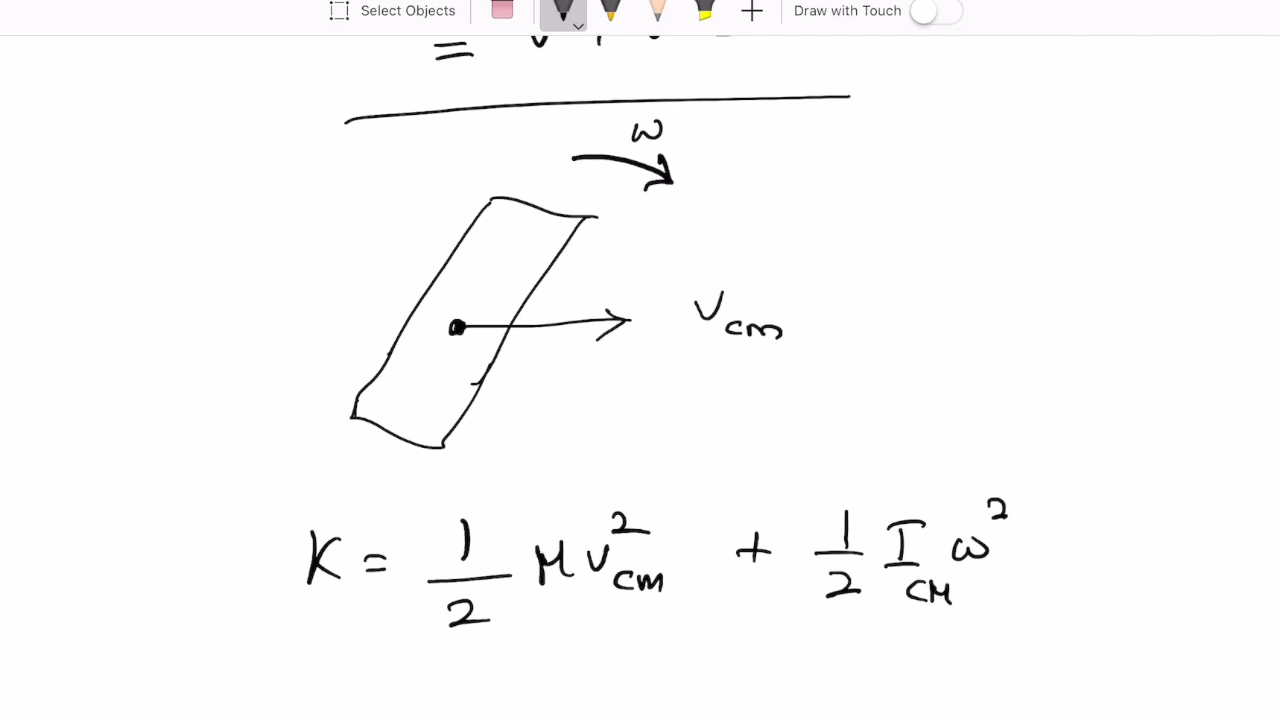 Select Objects Draw with Touch
=
ω
v_cm
K = 1/2 M v_cm^2 + 1/2 I_CM ω^2